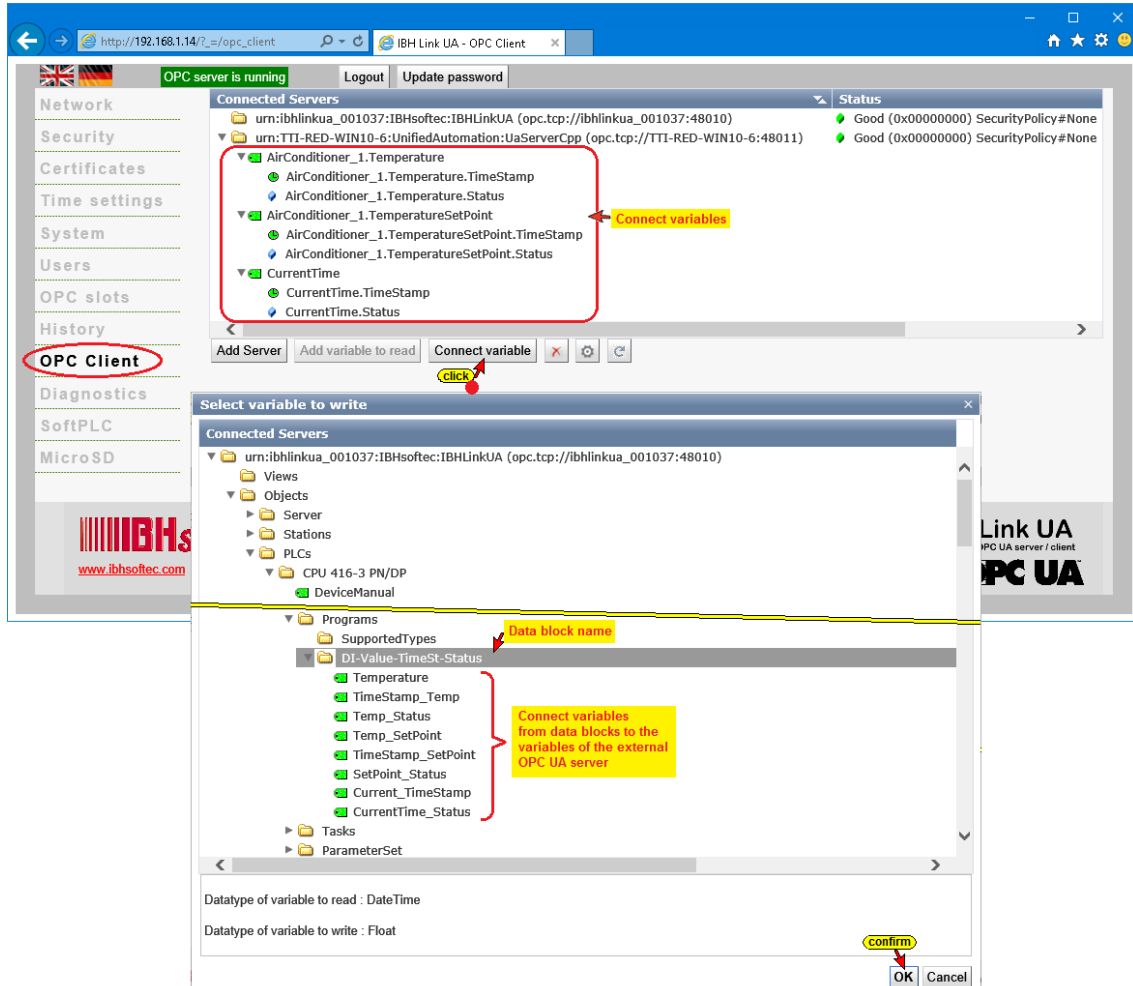 http://192.168.1.14/?_=/opc_client
IBH Link UA - OPC Client
OPC server is running
Logout
Update password
Network
Security
Certificates
Time settings
System
Users
OPC slots
History
OPC Client
Diagnostics
SoftPLC
MicroSD
Connected Servers
Status
urn:ibhlinkua_001037:IBHsoftec:IBHLinkUA (opc.tcp://ibhlinkua_001037:48010)
Good (0x00000000) SecurityPolicy#None
urn:TTI-RED-WIN10-6:UnifiedAutomation:UaServerCpp (opc.tcp://TTI-RED-WIN10-6:48011)
Good (0x00000000) SecurityPolicy#None
AirConditioner_1.Temperature
AirConditioner_1.Temperature.TimeStamp
AirConditioner_1.Temperature.Status
AirConditioner_1.TemperatureSetPoint
Connect variables
AirConditioner_1.TemperatureSetPoint.TimeStamp
AirConditioner_1.TemperatureSetPoint.Status
CurrentTime
CurrentTime.TimeStamp
CurrentTime.Status
Add Server
Add variable to read
Connect variable
click
Select variable to write
Connected Servers
urn:ibhlinkua_001037:IBHsoftec:IBHLinkUA (opc.tcp://ibhlinkua_001037:48010)
Views
Objects
Server
Stations
PLCs
CPU 416-3 PN/DP
DeviceManual
Programs
SupportedTypes
Data block name
DI-Value-TimeSt-Status
Temperature
TimeStamp_Temp
Temp_Status
Temp_SetPoint
TimeStamp_SetPoint
SetPoint_Status
Current_TimeStamp
CurrentTime_Status
Connect variables
from data blocks to the
variables of the external
OPC UA server
Tasks
ParameterSet
Datatype of variable to read : DateTime
Datatype of variable to write : Float
confirm
OK
Cancel
IBHs
www.ibhsoftec.com
Link UA
OPC UA server / client
OPC UA